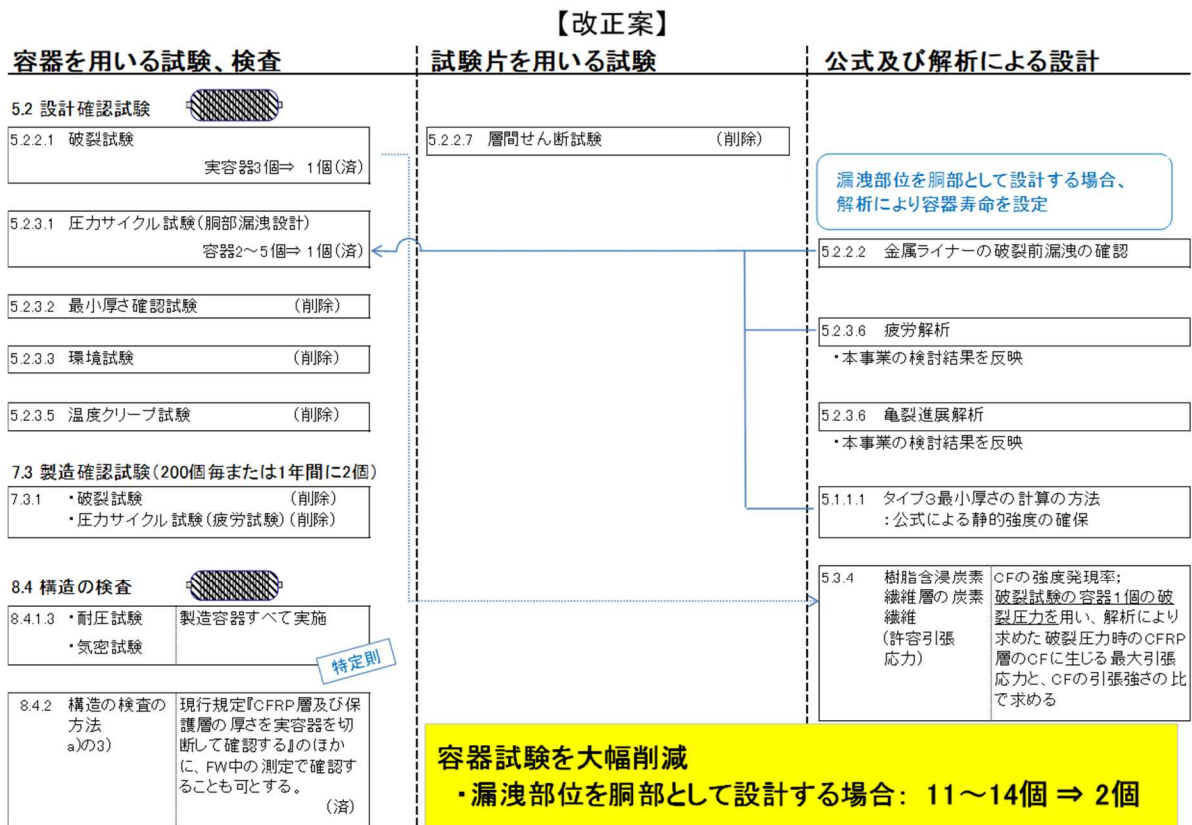 【改正案】
容器を用いる試験、検査
試験片を用いる試験
公式及び解析による設計
5.2 設計確認試験
5.2.2.1 破裂試験
実容器3個⇒ 1個(済)
5.2.3.1 圧力サイクル試験(胴部漏洩設計)
容器2～5個⇒ 1個(済)
5.2.3.2 最小厚さ確認試験 (削除)
5.2.3.3 環境試験 (削除)
5.2.3.5 温度クリープ試験 (削除)
7.3 製造確認試験(200個毎または1年間に2個)
7.3.1 ・破裂試験 (削除)
・圧力サイクル試験(疲労試験) (削除)
8.4 構造の検査
8.4.1.3 ・耐圧試験 製造容器すべて実施
・気密試験
特定則
8.4.2 構造の検査の
方法
a)の3)
現行規定『CFRP層及び保
護層の厚さを実容器を切
断して確認する』のほか
に、FW中の測定で確認す
ることも可とする。
(済)
5.2.2.7 層間せん断試験 (削除)
漏洩部位を胴部として設計する場合、
解析により容器寿命を設定
5.2.2.2 金属ライナーの破裂前漏洩の確認
5.2.3.6 疲労解析
・本事業の検討結果を反映
5.2.3.6 亀裂進展解析
・本事業の検討結果を反映
5.1.1.1 タイプ3最小厚さの計算の方法
:公式による静的強度の確保
5.3.4 樹脂含浸炭素
繊維層の炭素
繊維
(許容引張
応力)
CFの強度発現率;
破裂試験の容器1個の破
裂圧力を用い、解析により
求めた破裂圧力時のCFRP
層のCFに生じる最大引張
応力と、CFの引張強さの比
で求める
容器試験を大幅削減
・漏洩部位を胴部として設計する場合: 11～14個 ⇒ 2個